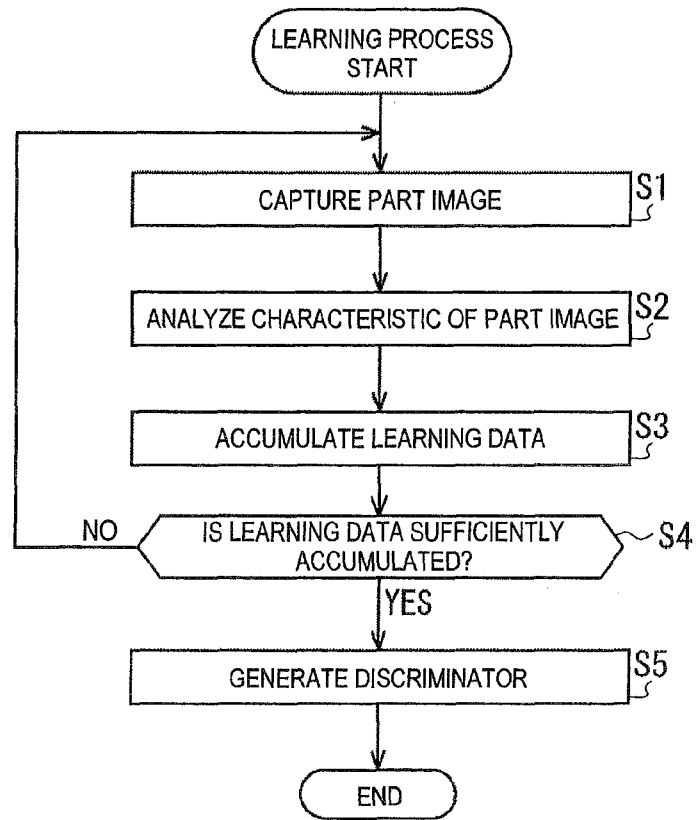 LEARNING PROCESS
START
CAPTURE PART IMAGE
S1
ANALYZE CHARACTERISTIC OF PART IMAGE
S2
ACCUMULATE LEARNING DATA
S3
IS LEARNING DATA SUFFICIENTLY
ACCUMULATED?
S4
NO
YES
GENERATE DISCRIMINATOR
S5
END